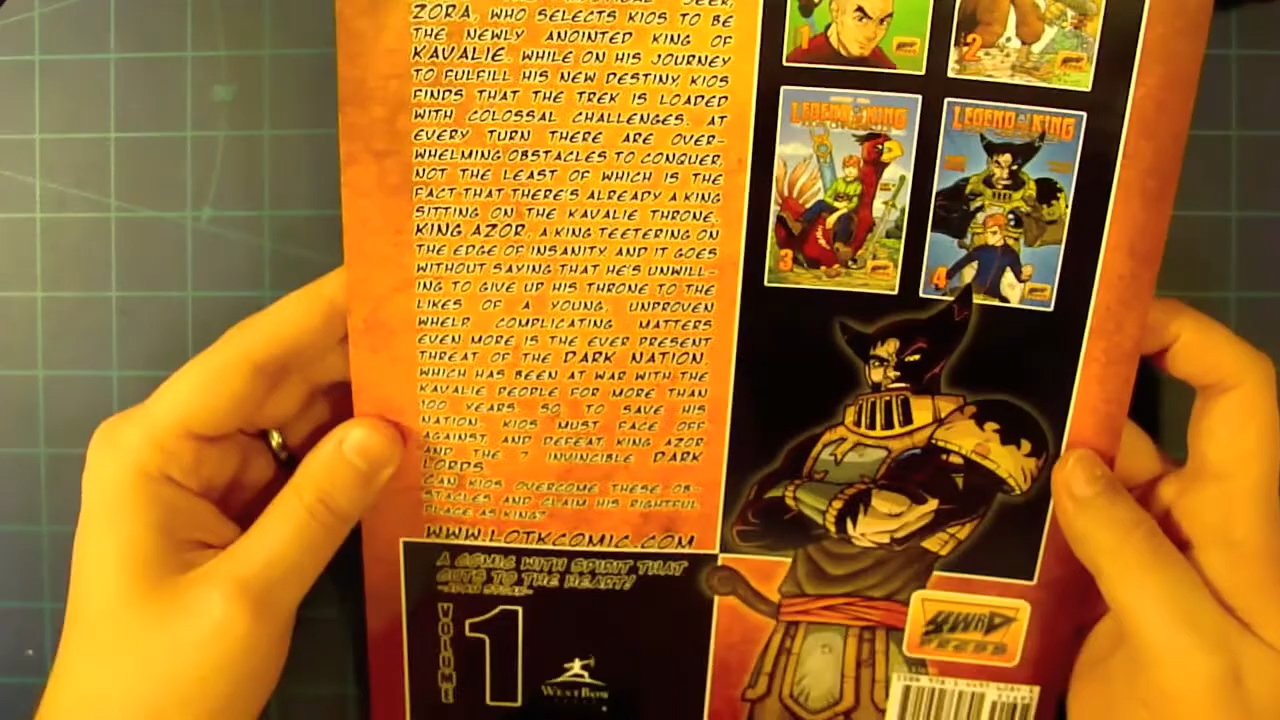 ZORA, WHO SELECTS KIOS TO BE
THE NEWLY ANOINTED KING OF
KAVALIE. WHILE ON HIS JOURNEY
TO FULFILL HIS NEW DESTINY, KIOS
FINDS THAT THE TREK IS LOADED
WITH COLOSSAL CHALLENGES. AT
EVERY TURN THERE ARE OVER-
WHELMING OBSTACLES TO CONQUER,
NOT THE LEAST OF WHICH IS THE
FACT THAT THERE'S ALREADY A KING
SITTING ON THE KAVALIE THRONE.
KING AZOR, A KING TEETERING ON
THE EDGE OF INSANITY. AND IT GOES
WITHOUT SAYING THAT HE'S UNWILL-
ING TO GIVE UP HIS THRONE TO THE
LIKES OF A YOUNG, UNPROVEN
WHELP. COMPLICATING MATTERS
EVEN MORE IS THE EVER PRESENT
THREAT OF THE DARK NATION,
WHICH HAS BEEN AT WAR WITH THE
KAVALIE PEOPLE FOR MORE THAN
100 YEARS. SO, TO SAVE HIS
NATION, KIOS MUST FACE OFF
AGAINST AND DEFEAT KING AZOR
AND THE 7 INVINCIBLE DARK
LORDS.
CAN KIOS OVERCOME THESE OB-
STACLES AND CLAIM HIS RIGHTFUL
PLACE AS KING?
WWW.LOTKCOMIC.COM
A COMIC WITH SPIRIT THAT
CUTS TO THE HEART!
VOLUME
1
WESTBOW
1
2
LEGEND OF THE KING
3
LEGEND OF THE KING
4
PRESS